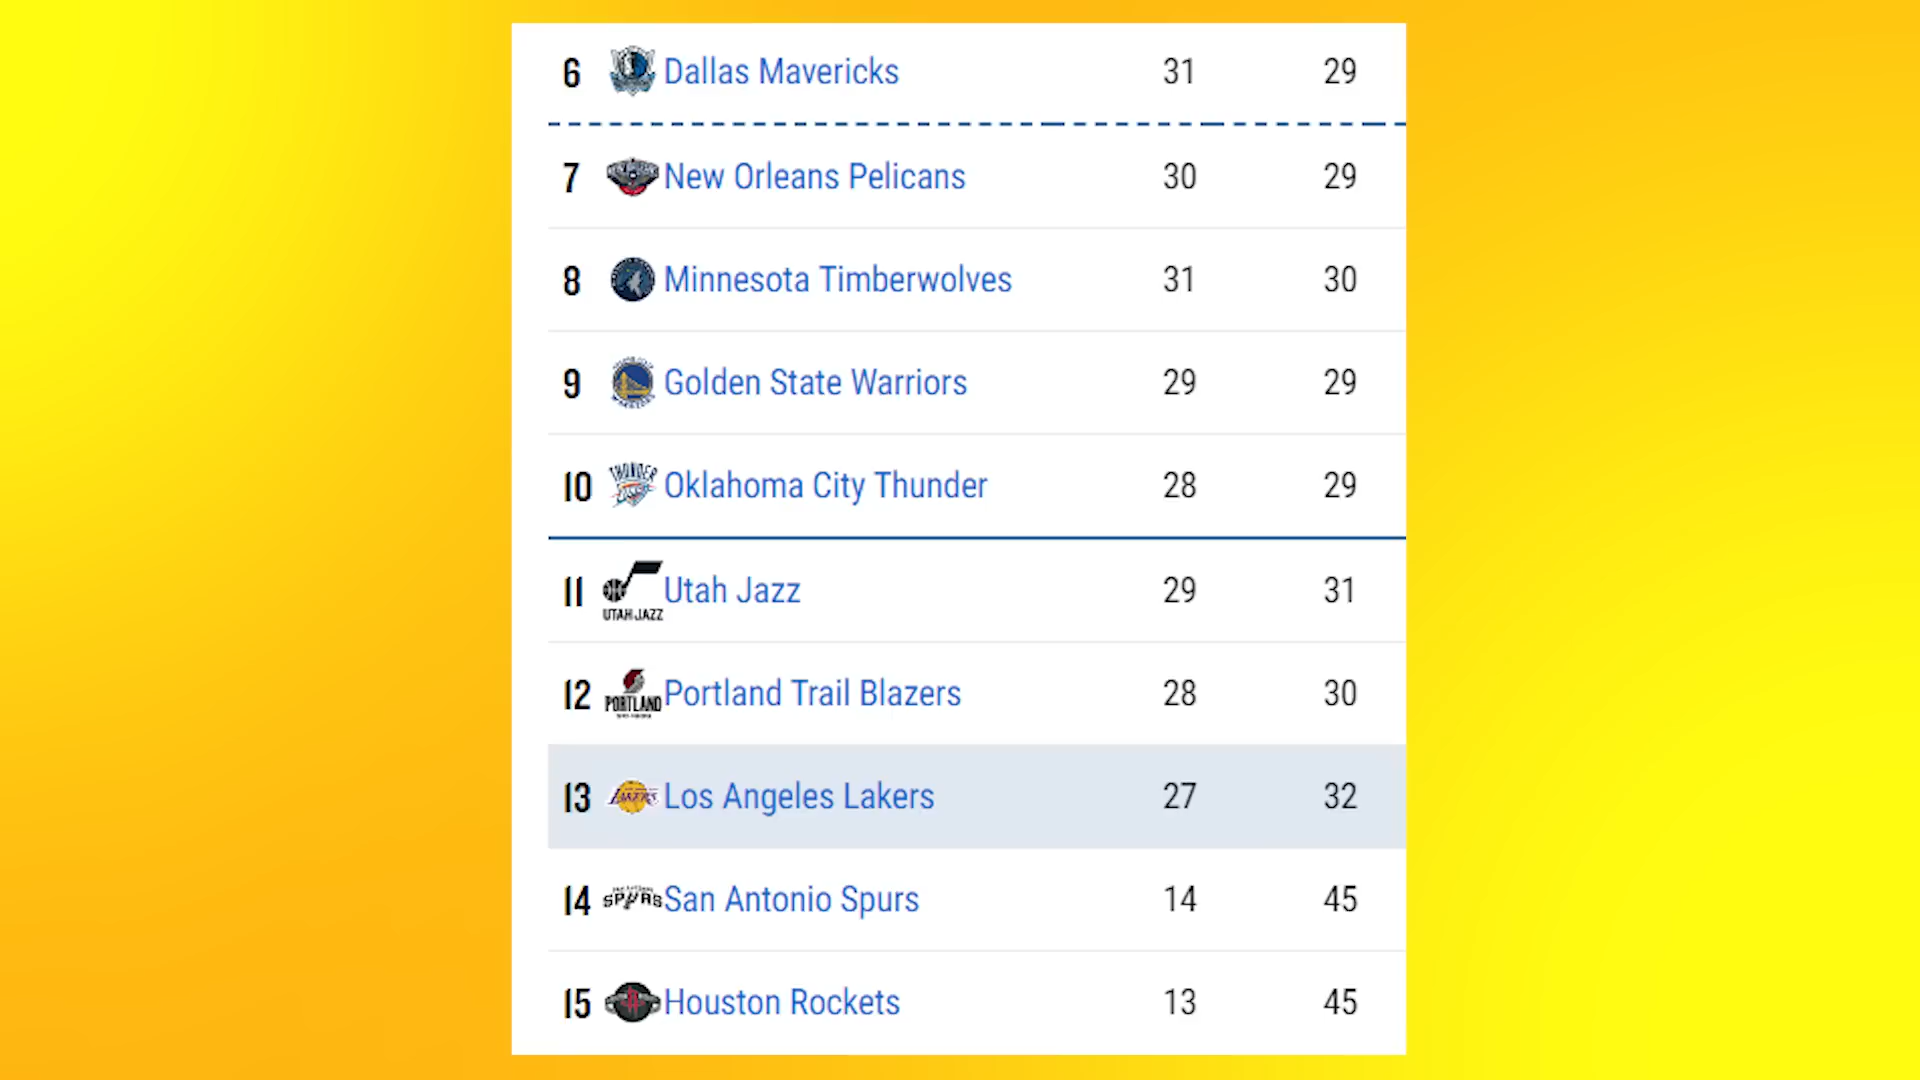 6 Dallas Mavericks 31 29
7 New Orleans Pelicans 30 29
8 Minnesota Timberwolves 31 30
9 Golden State Warriors 29 29
10 THUNDER Oklahoma City Thunder 28 29
11 Utah Jazz 29 31
UTAH JAZZ
12 PORTLAND Portland Trail Blazers 28 30
13 LAKERS Los Angeles Lakers 27 32
14 SPURS San Antonio Spurs 14 45
15 Houston Rockets 13 45